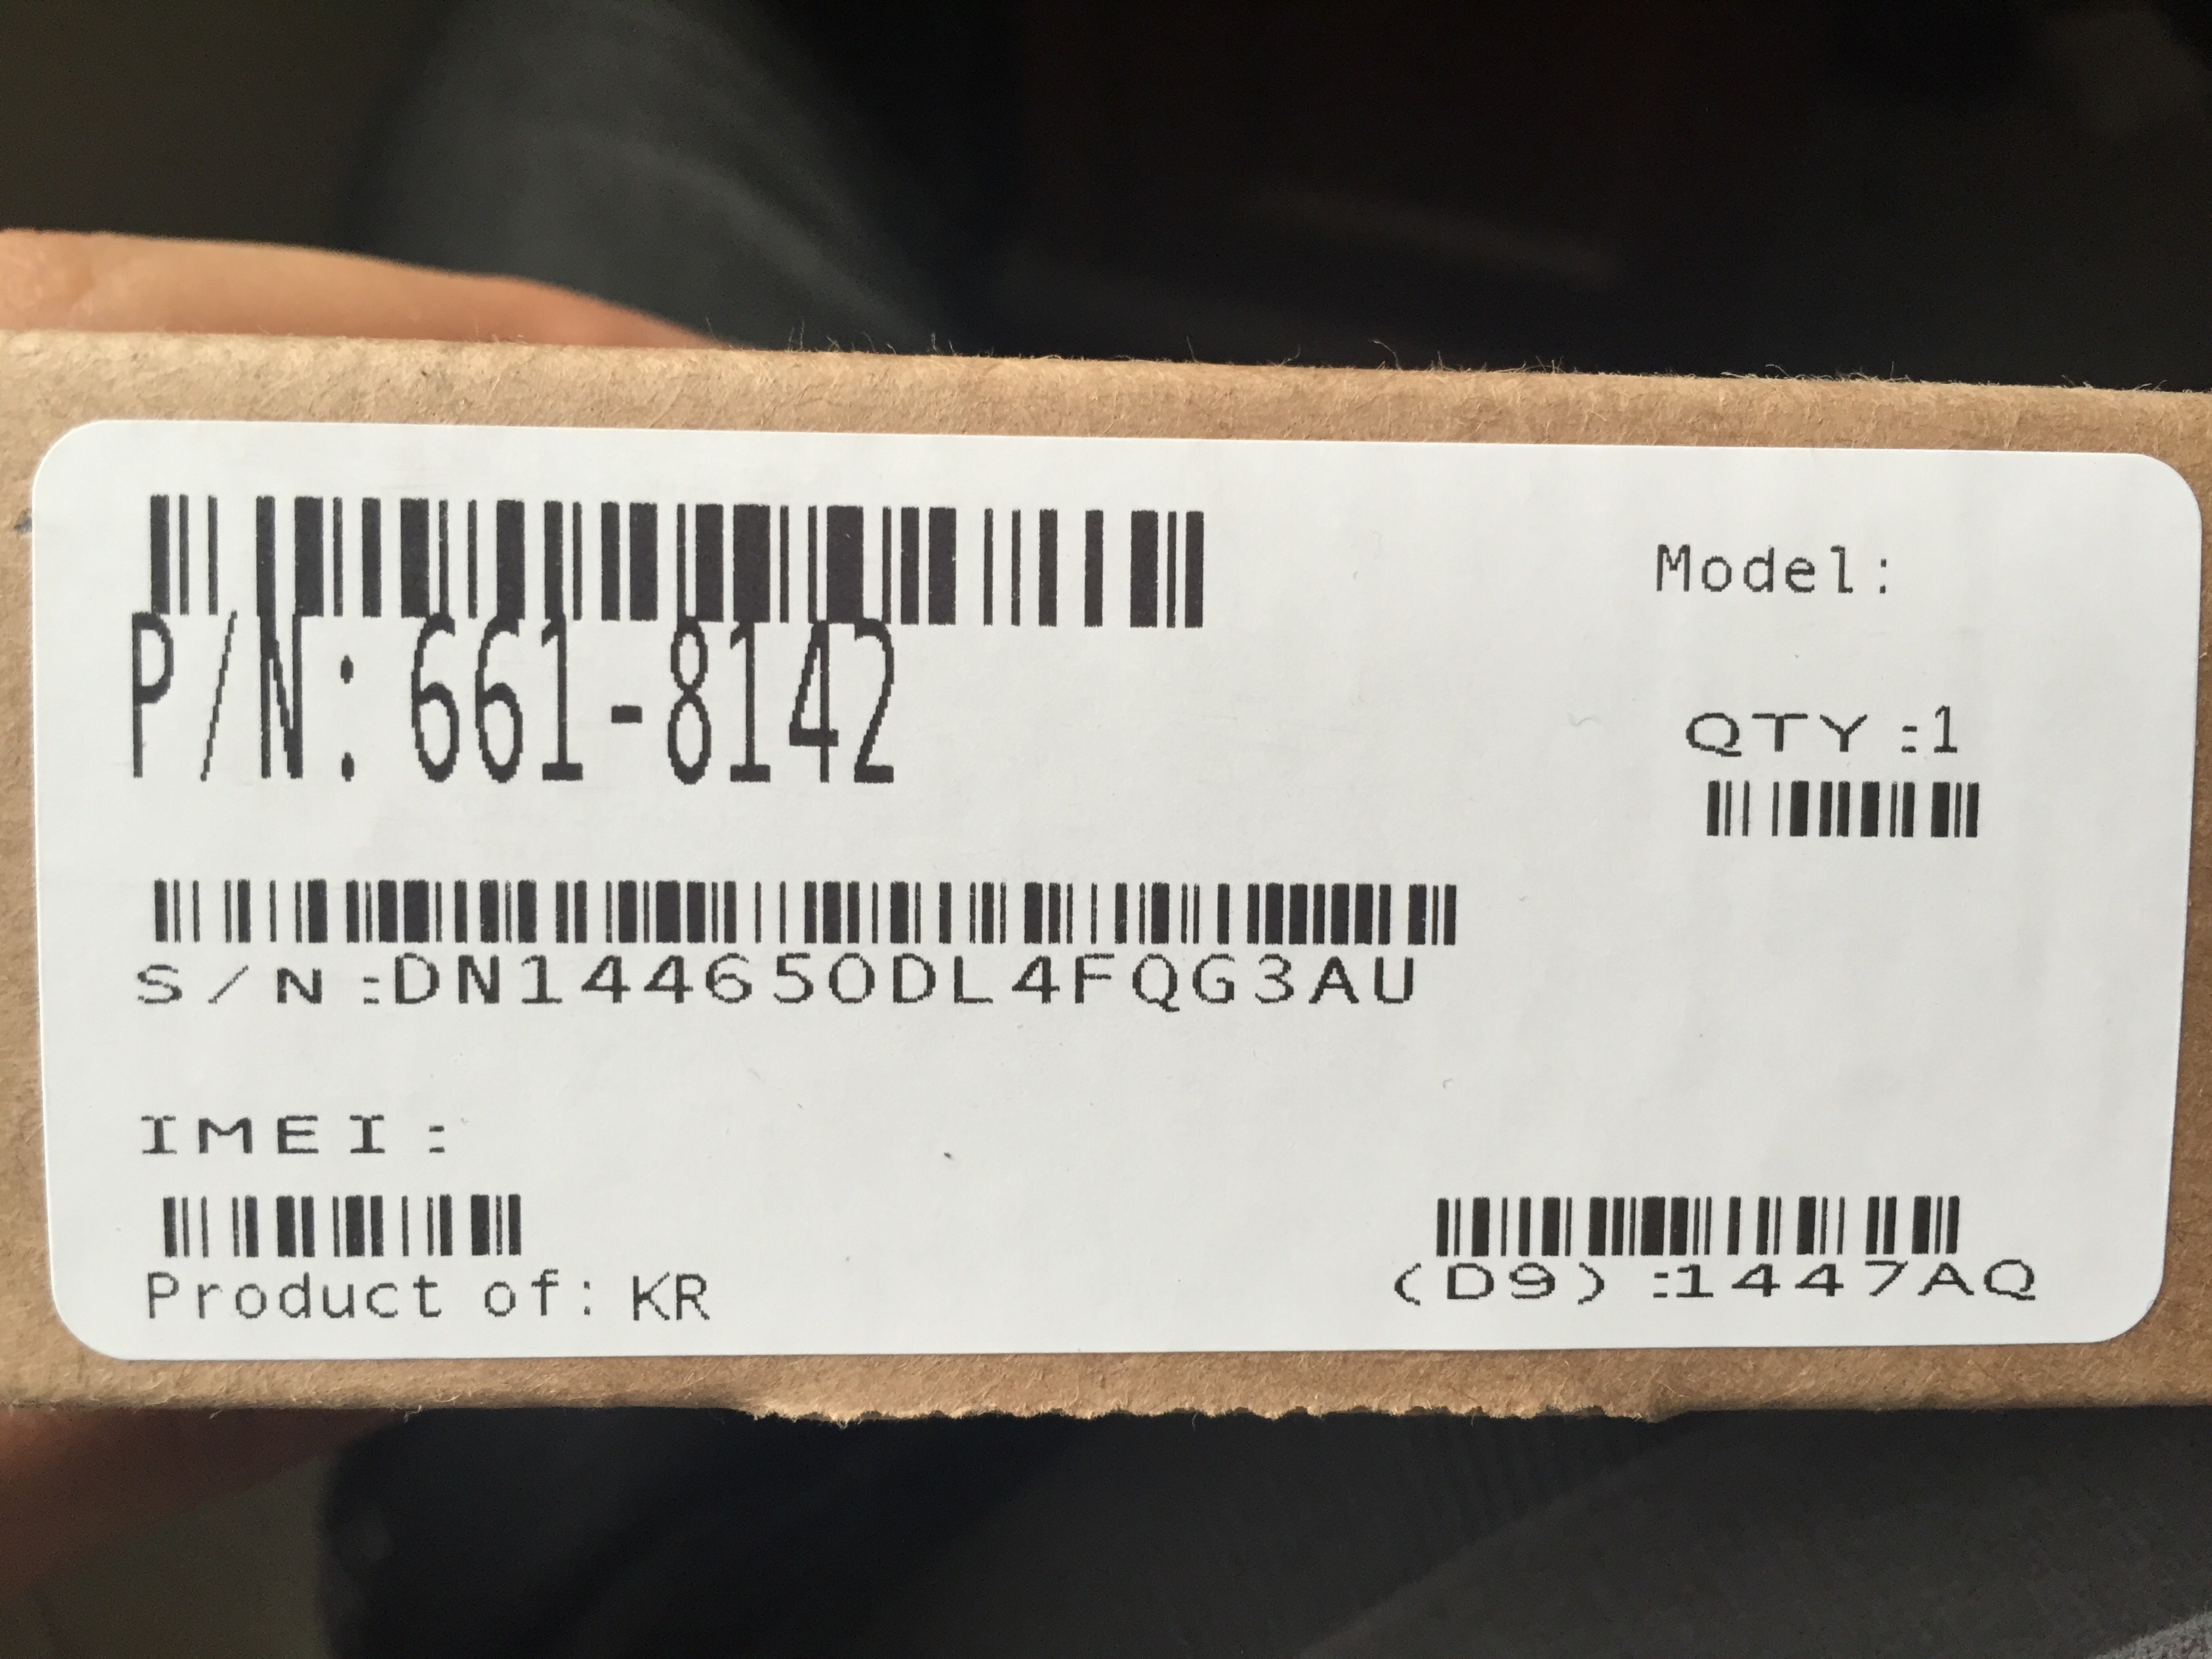 P/N: 661-8142
Model:
QTY :1
S/N :DN144650DL4FQG3AU
IMEI :
Product of: KR
(D9) :1447AQ